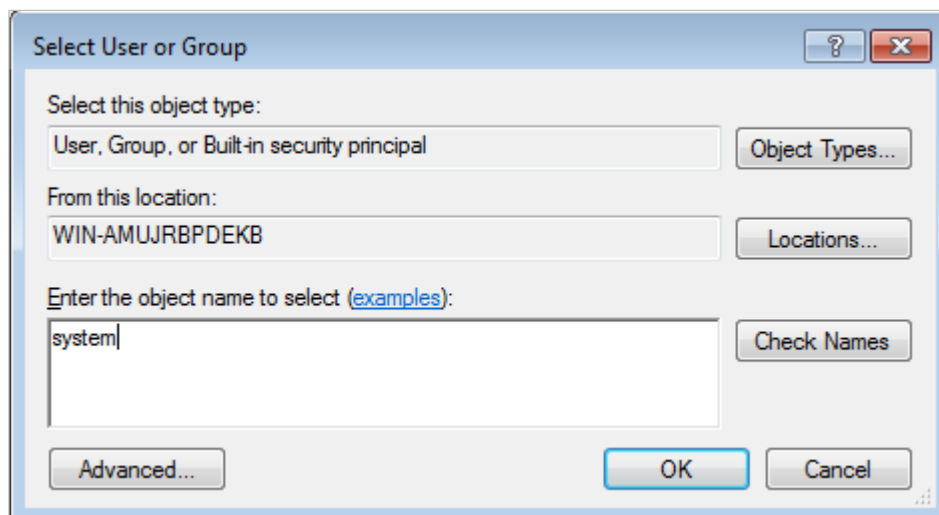 Select User or Group
Select this object type:
User, Group, or Built-in security principal
Object Types...
From this location:
WIN-AMUJRBPDEKB
Locations...
Enter the object name to select (examples):
system
Check Names
Advanced...
OK
Cancel